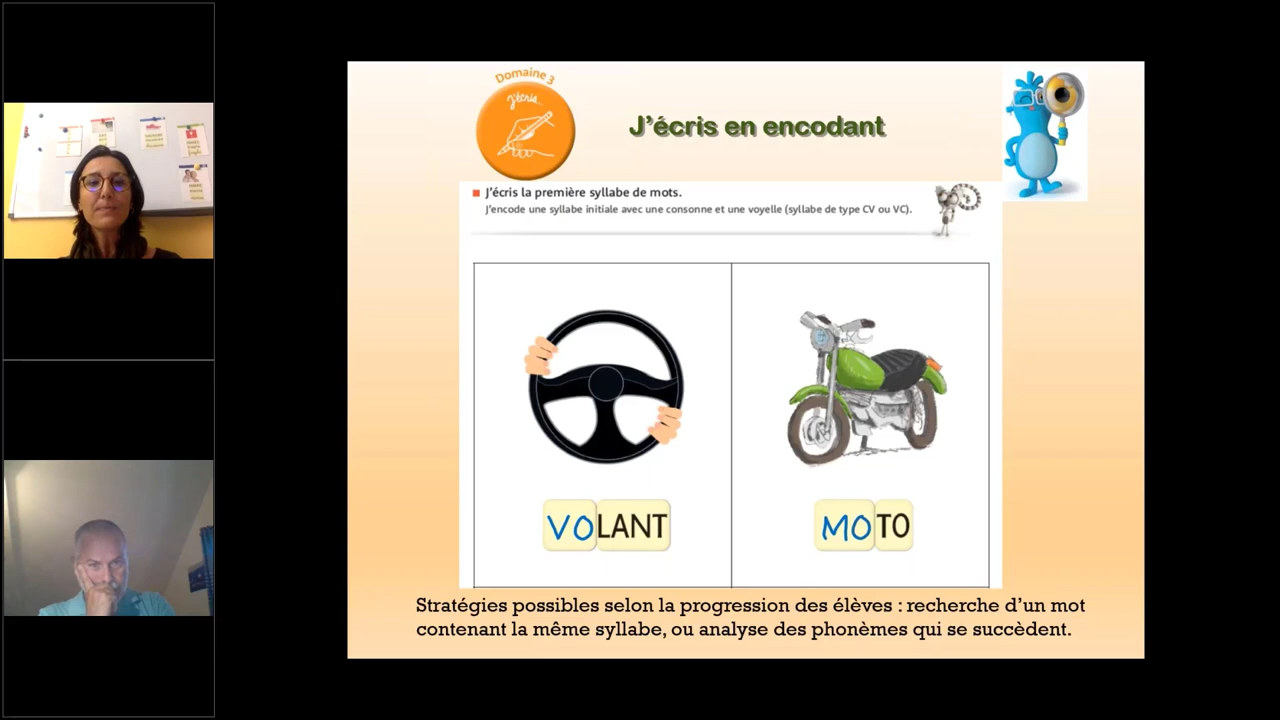 Domaine 3
J'écris...
J'écris en encodant
J'écris la première syllabe de mots.
J'encode une syllabe initiale avec une consonne et une voyelle (syllabe de type CV ou VC).
VOLANT
MOTO
Stratégies possibles selon la progression des élèves : recherche d'un mot
contenant la même syllabe, ou analyse des phonèmes qui se succèdent.